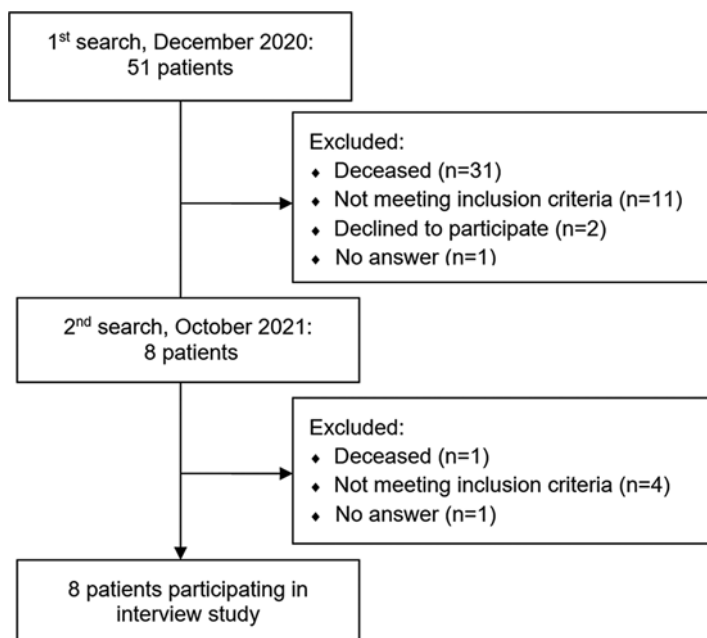 1st search, December 2020:
51 patients
Excluded:
⬥ Deceased (n=31)
⬥ Not meeting inclusion criteria (n=11)
⬥ Declined to participate (n=2)
⬥ No answer (n=1)
2nd search, October 2021:
8 patients
Excluded:
⬥ Deceased (n=1)
⬥ Not meeting inclusion criteria (n=4)
⬥ No answer (n=1)
8 patients participating in
interview study